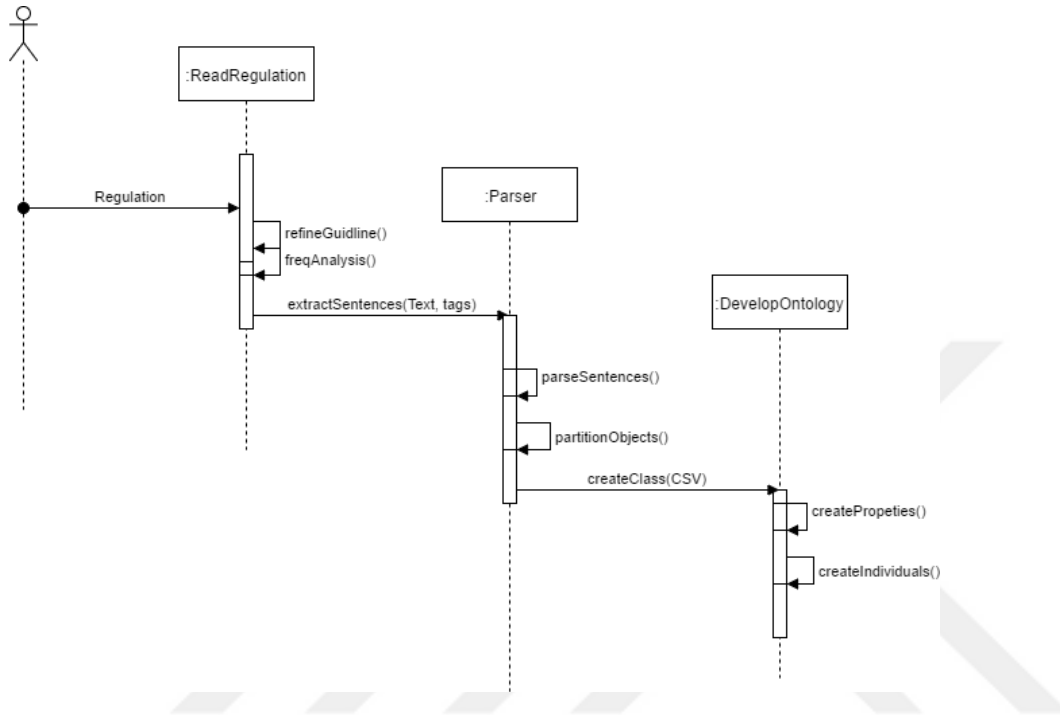 :ReadRegulation
:Parser
Regulation
refineGuidline()
freqAnalysis()
extractSentences(Text, tags)
:DevelopOntology
parseSentences()
partitionObjects()
createClass(CSV)
createPropeties()
createIndividuals()